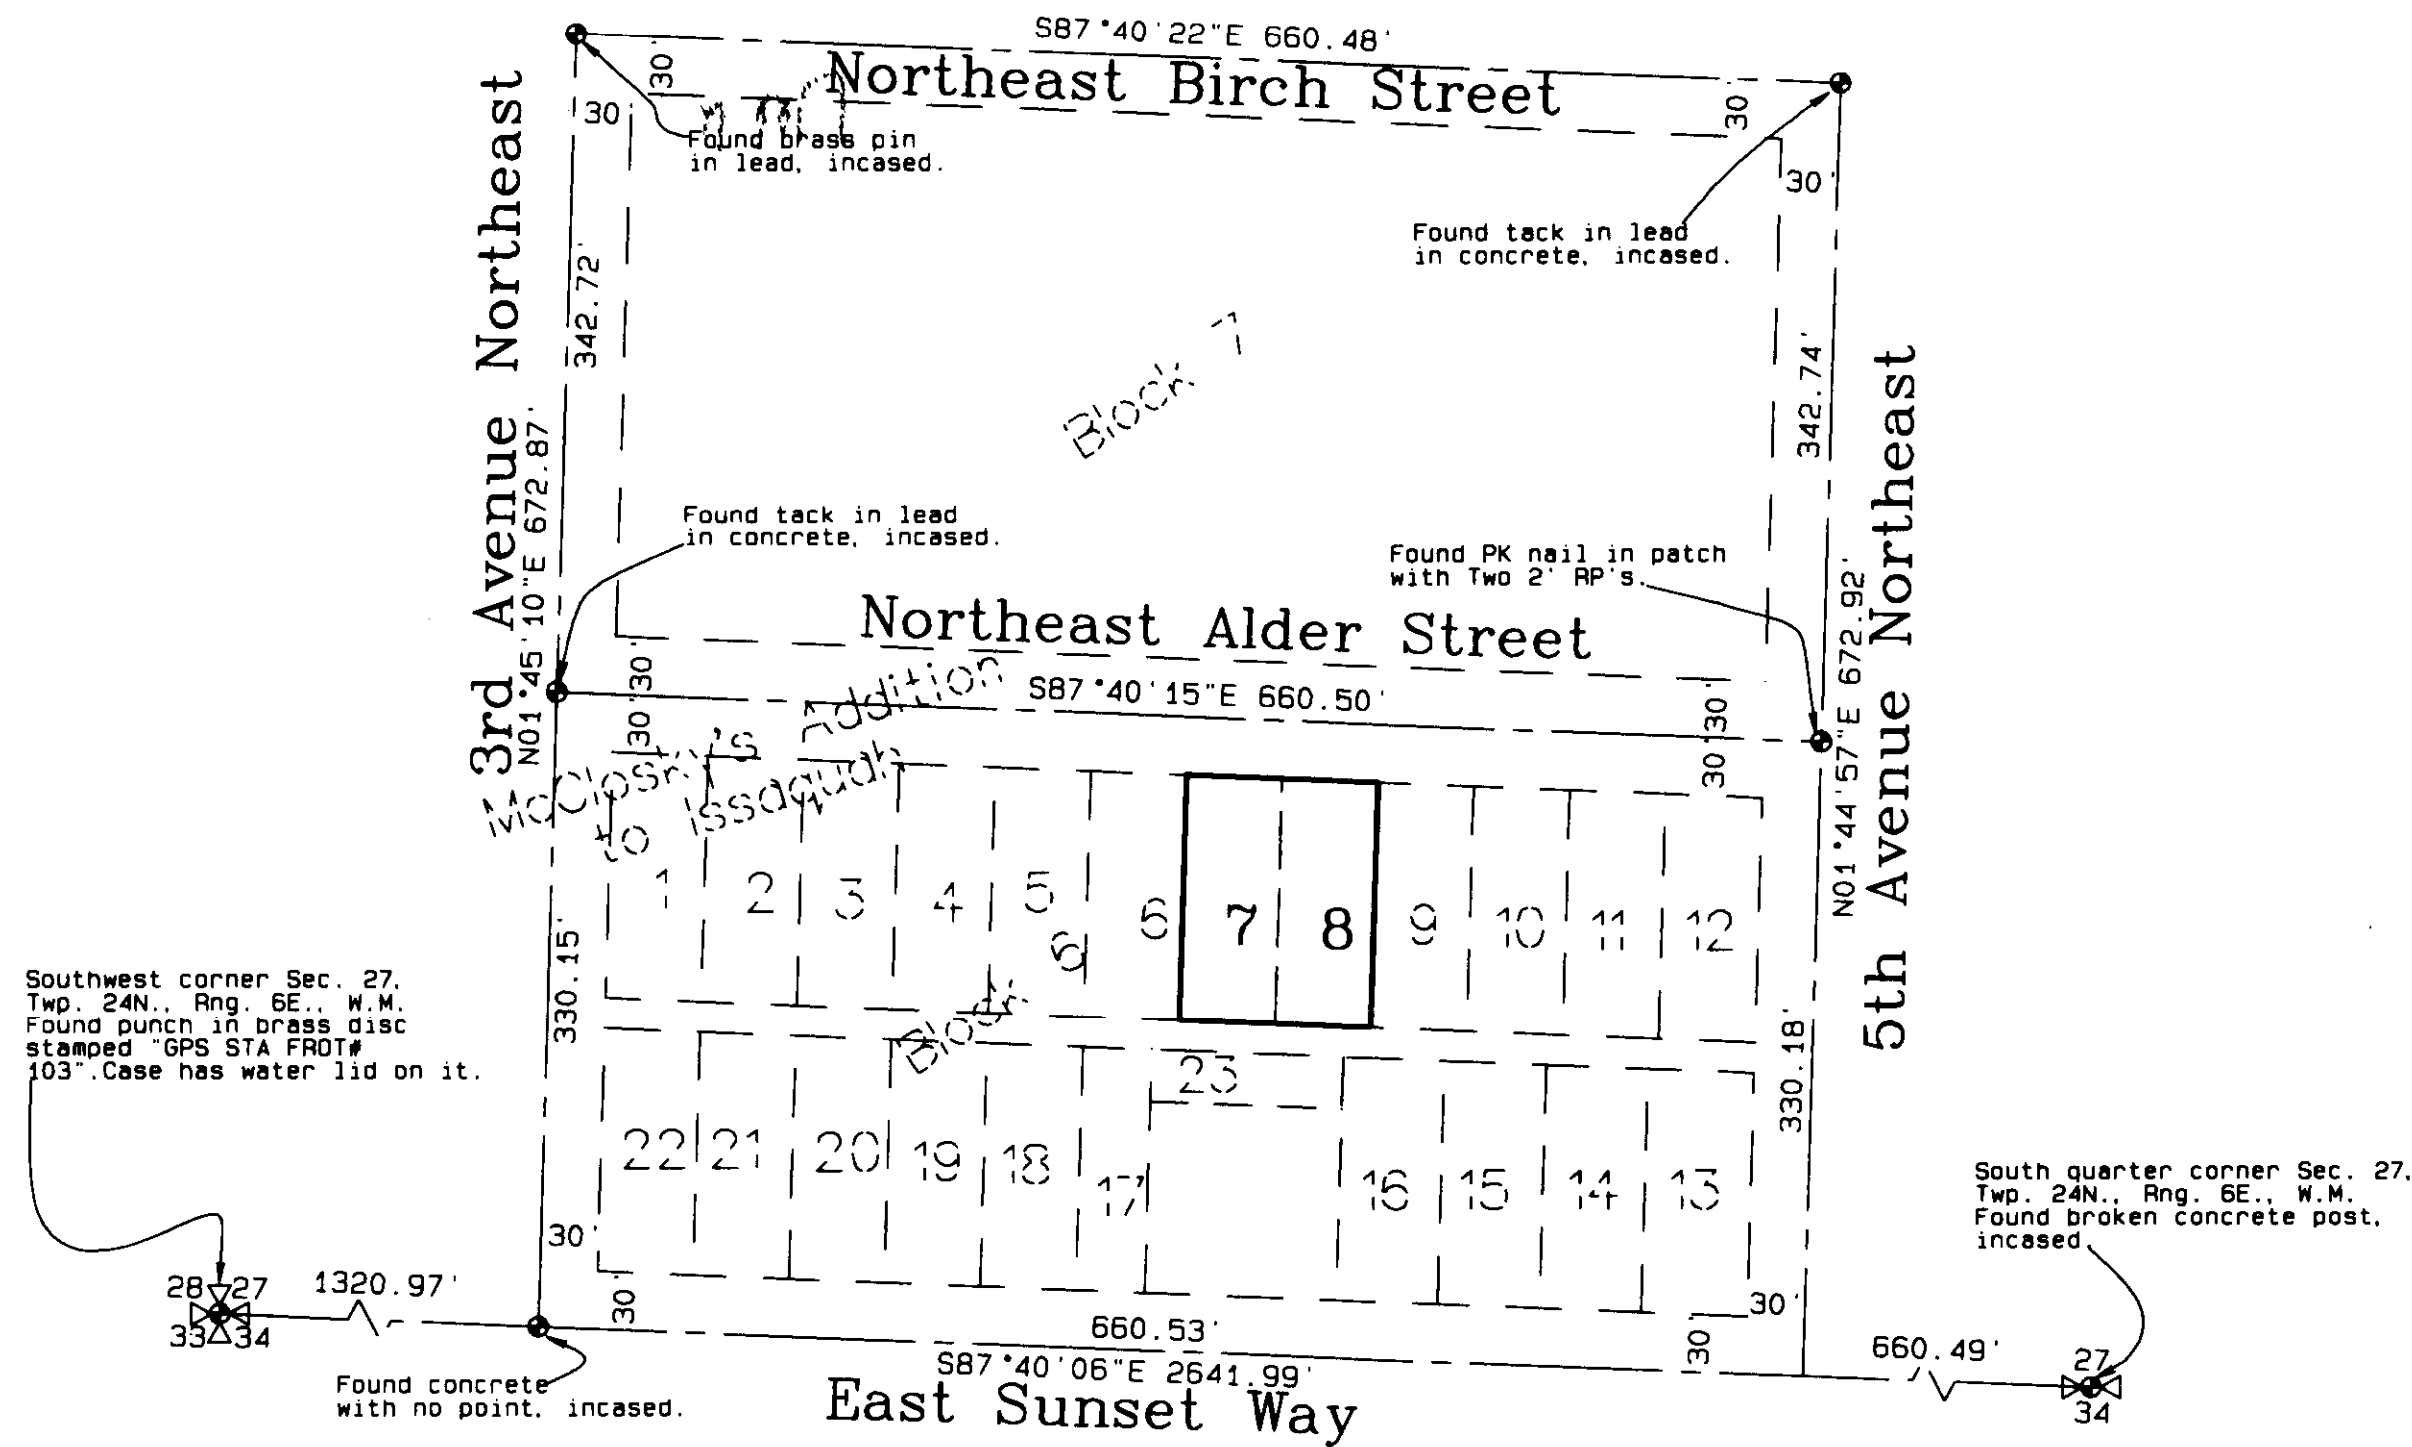 S87°40'22"E 660.48'
Northeast Birch Street
30'
30'
30'
30'
Found brass pin
in lead, incased.
Found tack in lead
in concrete, incased.
3rd Avenue Northeast
N01°45'10"E 672.87'
342.72'
Block 7
342.74'
5th Avenue Northeast
N01°44'57"E 672.92'
Found tack in lead
in concrete, incased.
Found PK nail in patch
with Two 2' RP's.
Northeast Alder Street
30'
30'
S87°40'15"E 660.50'
30'
30'
Addition
to Issaquah
1
2
3
4
5
6
7
8
9
10
11
12
Block 6
330.15'
330.18'
Southwest corner Sec. 27,
Twp. 24N., Rng. 6E., W.M.
Found punch in brass disc
stamped "GPS STA FROT#
103".Case has water lid on it.
23
22
21
20
19
18
17
16
15
14
13
South quarter corner Sec. 27,
Twp. 24N., Rng. 6E., W.M.
Found broken concrete post,
incased.
30'
30'
30'
30'
28
27
33
34
1320.97'
660.53'
S87°40'06"E 2641.99'
660.49'
27
34
Found concrete
with no point, incased.
East Sunset Way